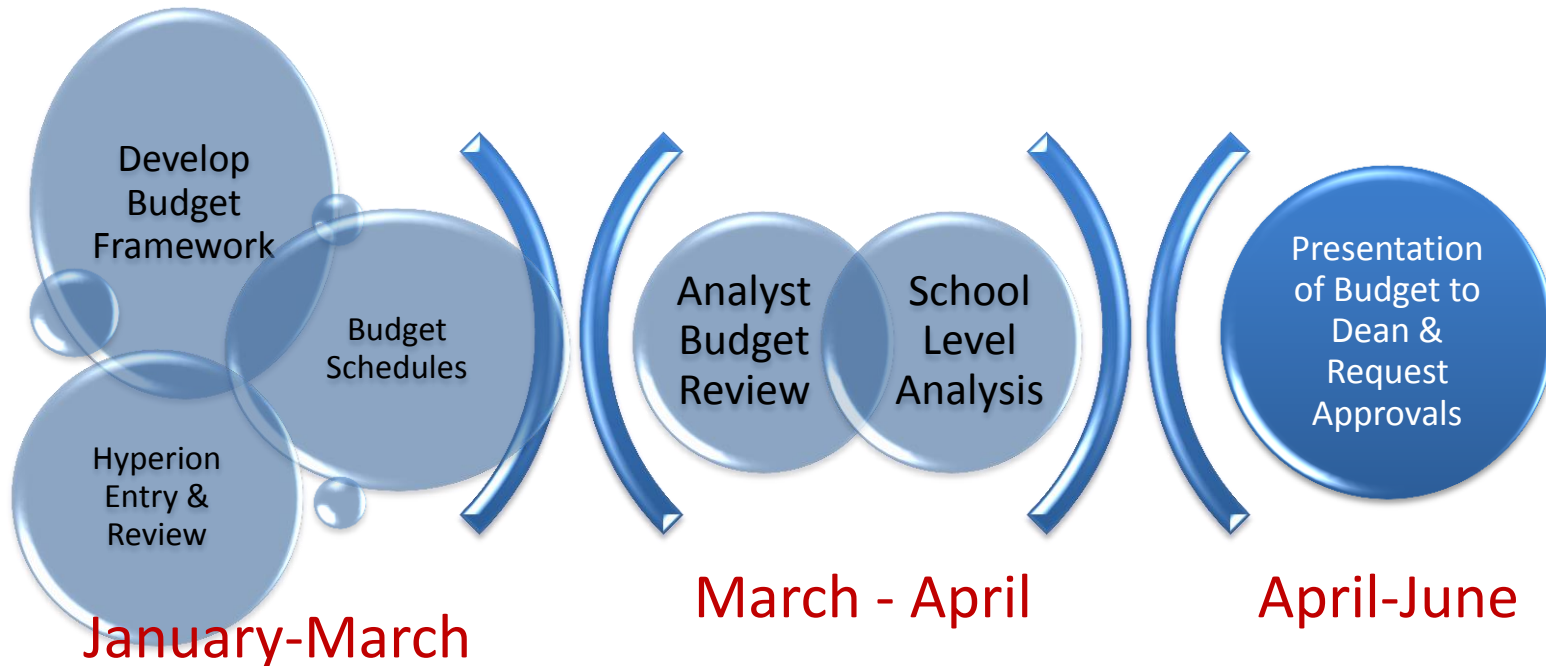 Develop
Budget
Framework
Budget
Schedules
Hyperion
Entry &
Review
January-March
Analyst
Budget
Review
School
Level
Analysis
March - April
Presentation
of Budget to
Dean &
Request
Approvals
April-June